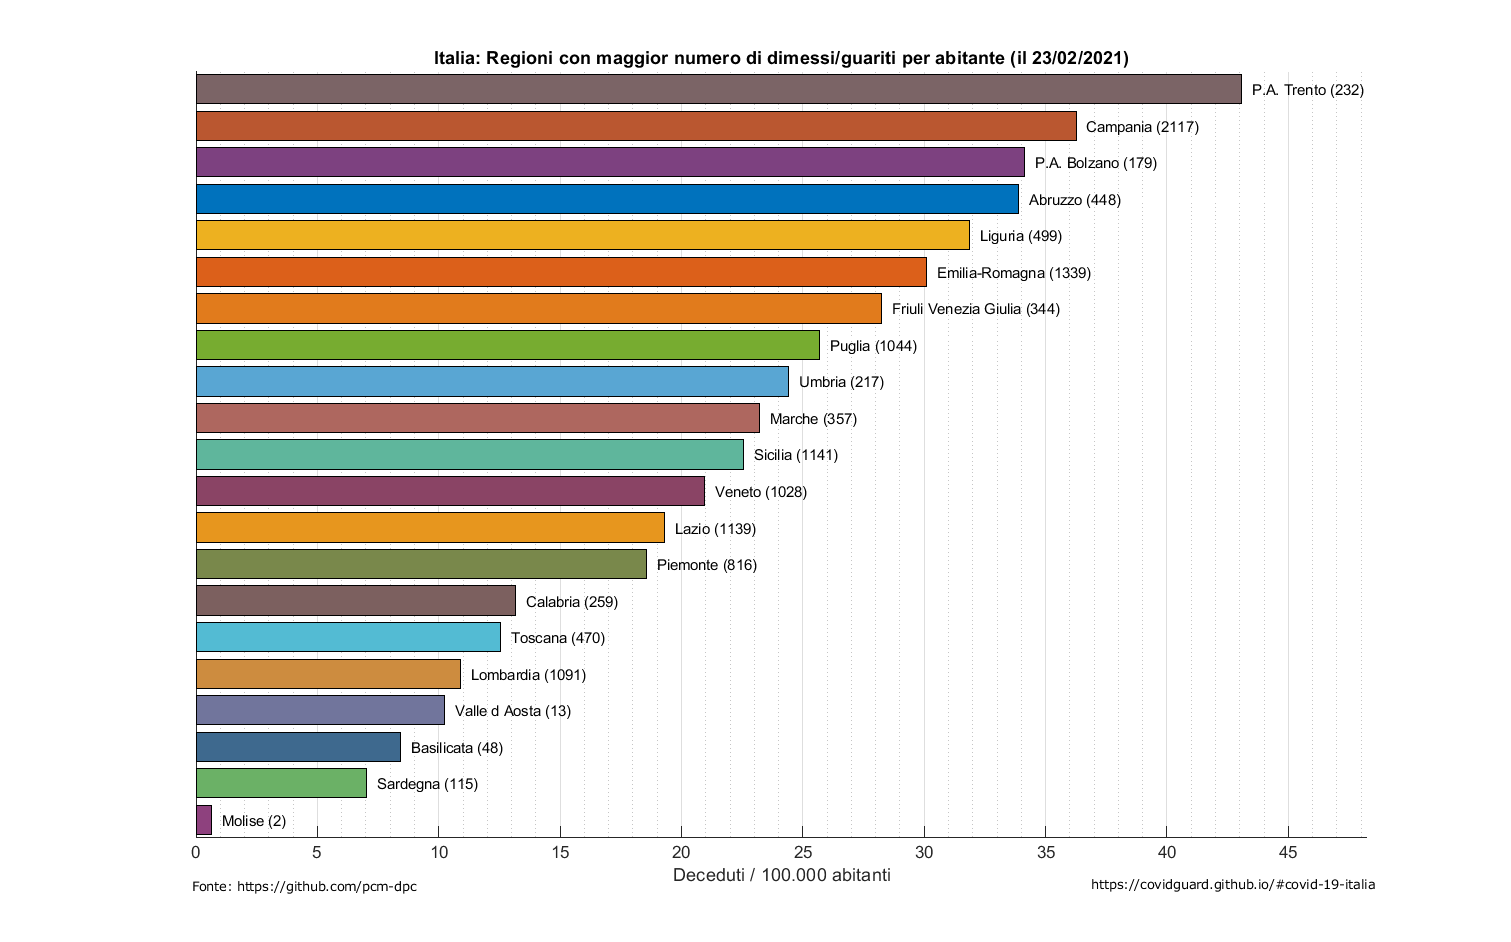 Italia: Regioni con maggior numero di dimessi/guariti per abitante (il 23/02/2021)
P.A. Trento (232)
Campania (2117)
P.A. Bolzano (179)
Abruzzo (448)
Liguria (499)
Emilia-Romagna (1339)
Friuli Venezia Giulia (344)
Puglia (1044)
Umbria (217)
Marche (357)
Sicilia (1141)
Veneto (1028)
Lazio (1139)
Piemonte (816)
Calabria (259)
Toscana (470)
Lombardia (1091)
Valle d Aosta (13)
Basilicata (48)
Sardegna (115)
Molise (2)
0 5 10 15 20 25 30 35 40 45
Deceduti / 100.000 abitanti
Fonte: https://github.com/pcm-dpc
https://covidguard.github.io/#covid-19-italia